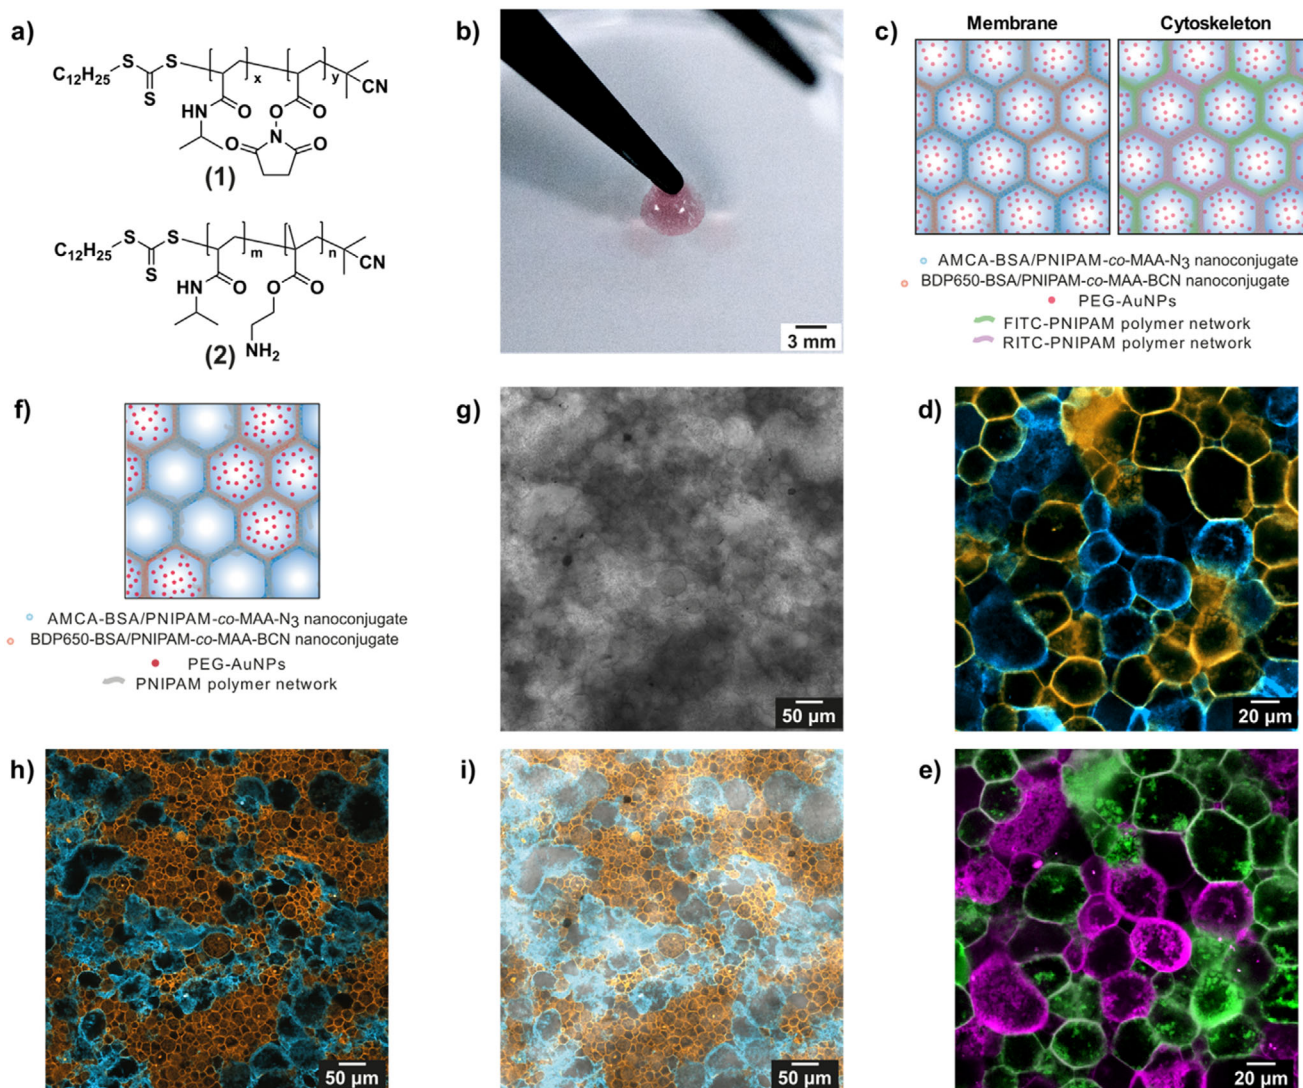 a)
C12H25
S
S
S
x
y
CN
HN
O
O
O
N
O
O
(1)
C12H25
S
S
S
m
n
CN
HN
O
O
O
NH2
(2)
b)
3 mm
c)
Membrane
Cytoskeleton
AMCA-BSA/PNIPAM-co-MAA-N3 nanoconjugate
BDP650-BSA/PNIPAM-co-MAA-BCN nanoconjugate
PEG-AuNPs
FITC-PNIPAM polymer network
RITC-PNIPAM polymer network
f)
AMCA-BSA/PNIPAM-co-MAA-N3 nanoconjugate
BDP650-BSA/PNIPAM-co-MAA-BCN nanoconjugate
PEG-AuNPs
PNIPAM polymer network
g)
50 µm
d)
20 µm
h)
50 µm
i)
50 µm
e)
20 µm